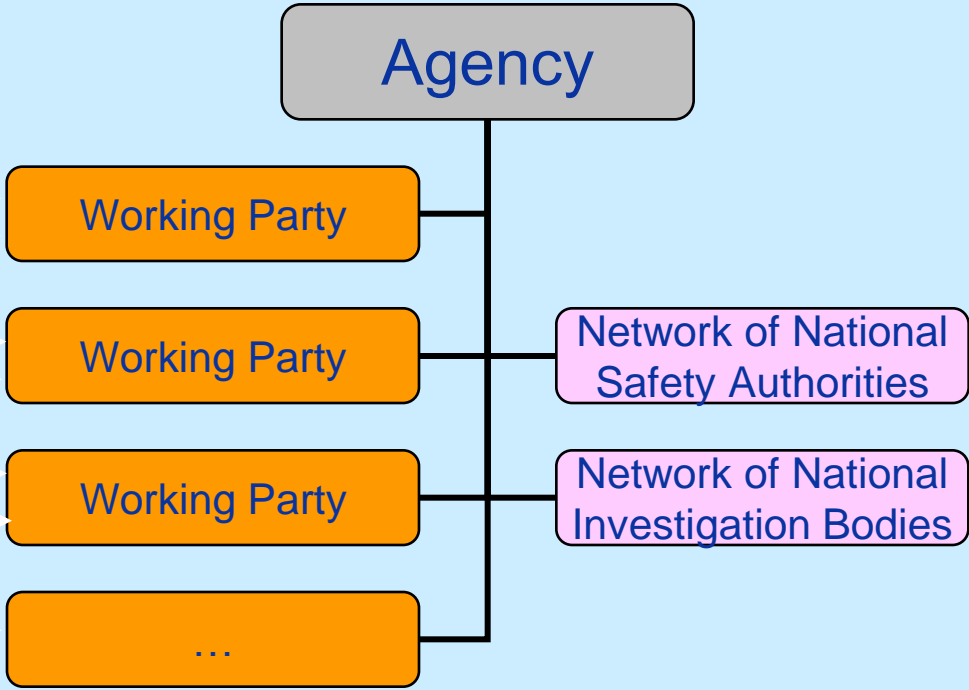 Agency
Working Party
Working Party
Network of National
Safety Authorities
Working Party
Network of National
Investigation Bodies
…